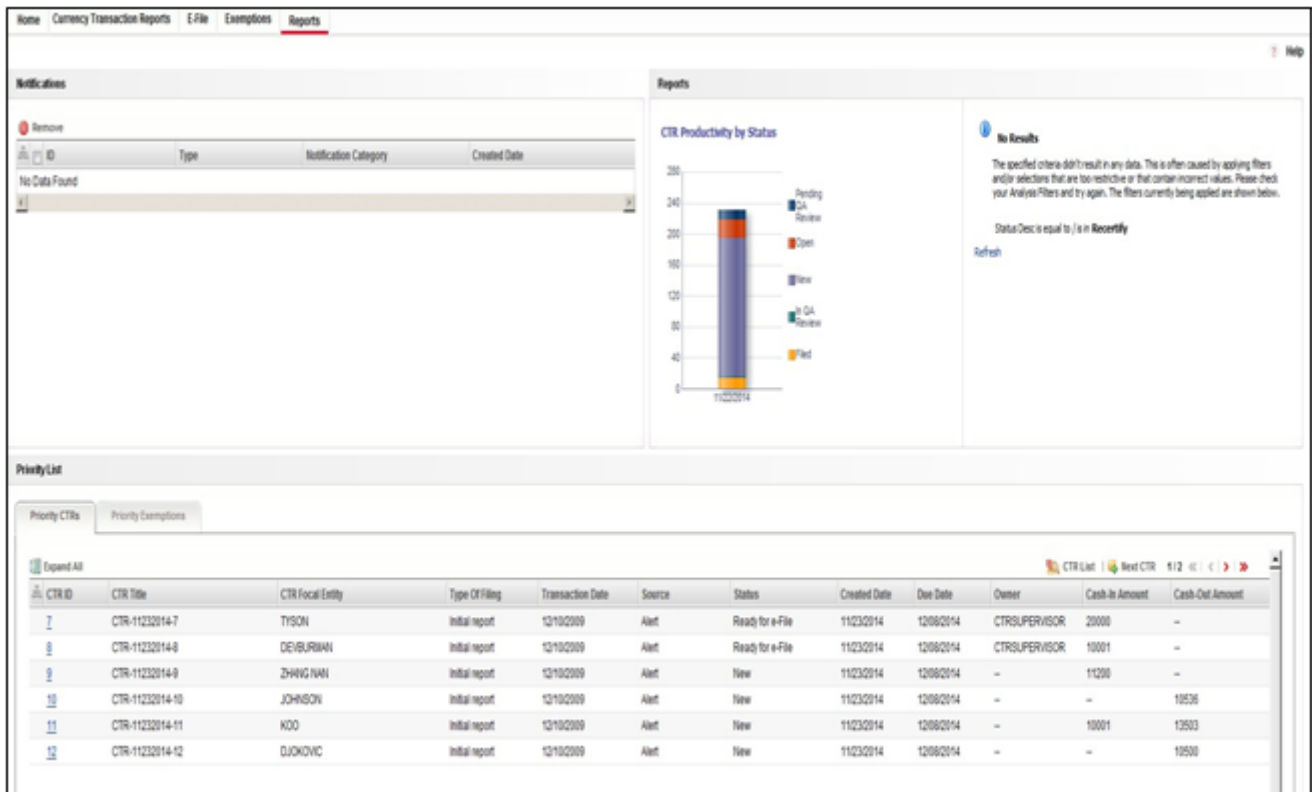 Home Currency Transaction Reports E-File Exemptions Reports
? Help
Notifications
Remove
ID Type Notification Category Created Date
No Data Found
Reports
CTR Productivity by Status
280
240
200
160
120
80
40
0
11/22/2014
Pending QA Review
Open
New
In QA Review
Filed
No Results
The specified criteria didn't result in any data. This is often caused by applying filters
and/or selections that are too restrictive or that contain incorrect values. Please check
your Analysis Filters and try again. The filters currently being applied are shown below.
Status Desc is equal to / is in Recertify
Refresh
Priority List
Priority CTRs Priority Exemptions
Expand All CTR List | Next CTR 1/2
CTR ID CTR Title CTR Focal Entity Type Of Filing Transaction Date Source Status Created Date Due Date Owner Cash-In Amount Cash-Out Amount
7 CTR-11232014-7 TYSON Initial report 12/10/2009 Alert Ready for e-File 11/23/2014 12/08/2014 CTRSUPERVISOR 20000 --
8 CTR-11232014-8 DEVBURMAN Initial report 12/10/2009 Alert Ready for e-File 11/23/2014 12/08/2014 CTRSUPERVISOR 10001 --
9 CTR-11232014-9 ZHANG NAN Initial report 12/10/2009 Alert New 11/23/2014 12/08/2014 -- 11200 --
10 CTR-11232014-10 JOHNSON Initial report 12/10/2009 Alert New 11/23/2014 12/08/2014 -- -- 10536
11 CTR-11232014-11 KOO Initial report 12/10/2009 Alert New 11/23/2014 12/08/2014 -- 10001 13503
12 CTR-11232014-12 DJOKOVIC Initial report 12/10/2009 Alert New 11/23/2014 12/08/2014 -- -- 10500